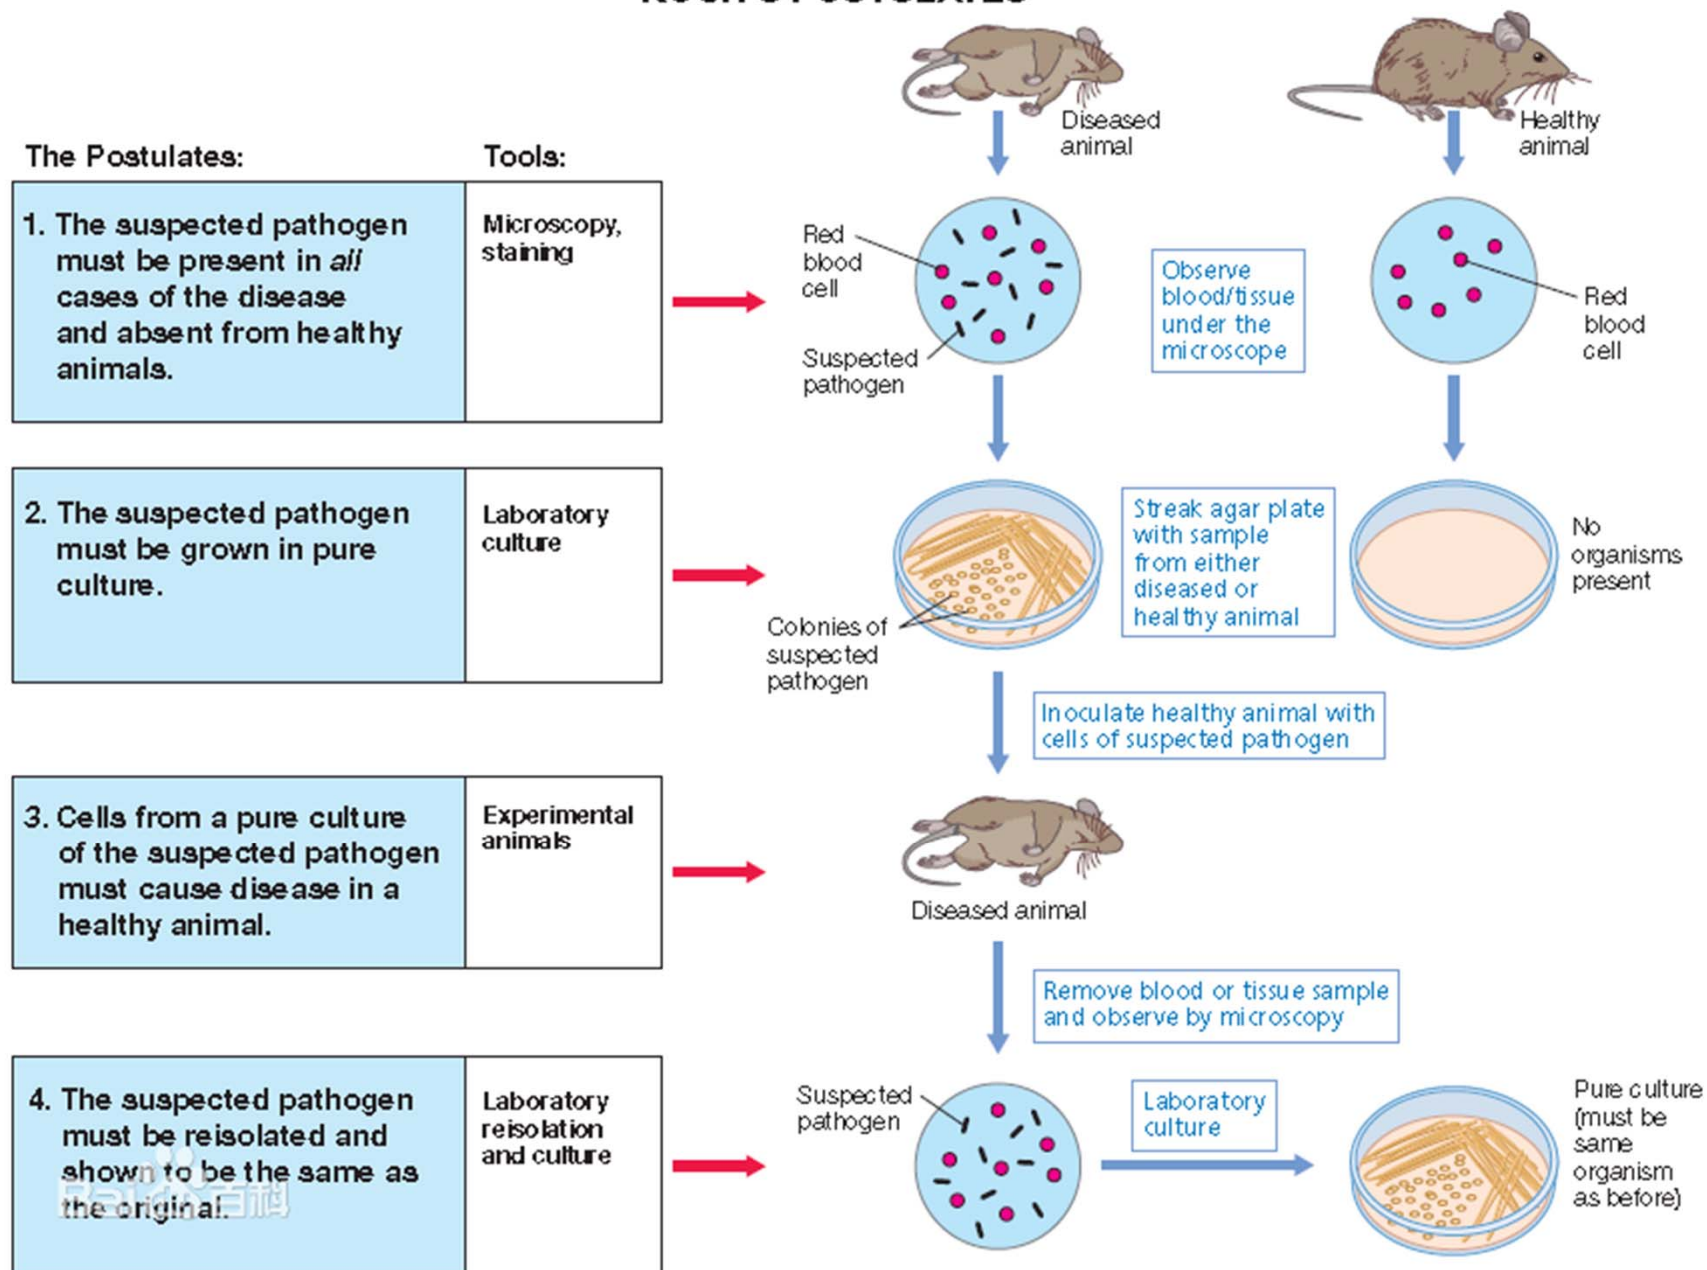 The Postulates:
Tools:
1. The suspected pathogen
must be present in all
cases of the disease
and absent from healthy
animals.
Microscopy,
staining
Diseased
animal
Healthy
animal
Red
blood
cell
Suspected
pathogen
Observe
blood/tissue
under the
microscope
Red
blood
cell
2. The suspected pathogen
must be grown in pure
culture.
Laboratory
culture
Colonies of
suspected
pathogen
Streak agar plate
with sample
from either
diseased or
healthy animal
No
organisms
present
Inoculate healthy animal with
cells of suspected pathogen
3. Cells from a pure culture
of the suspected pathogen
must cause disease in a
healthy animal.
Experimental
animals
Diseased animal
Remove blood or tissue sample
and observe by microscopy
4. The suspected pathogen
must be reisolated and
shown to be the same as
the original.
Baidu百科
Laboratory
reisolation
and culture
Suspected
pathogen
Laboratory
culture
Pure culture
(must be
same
organism
as before)